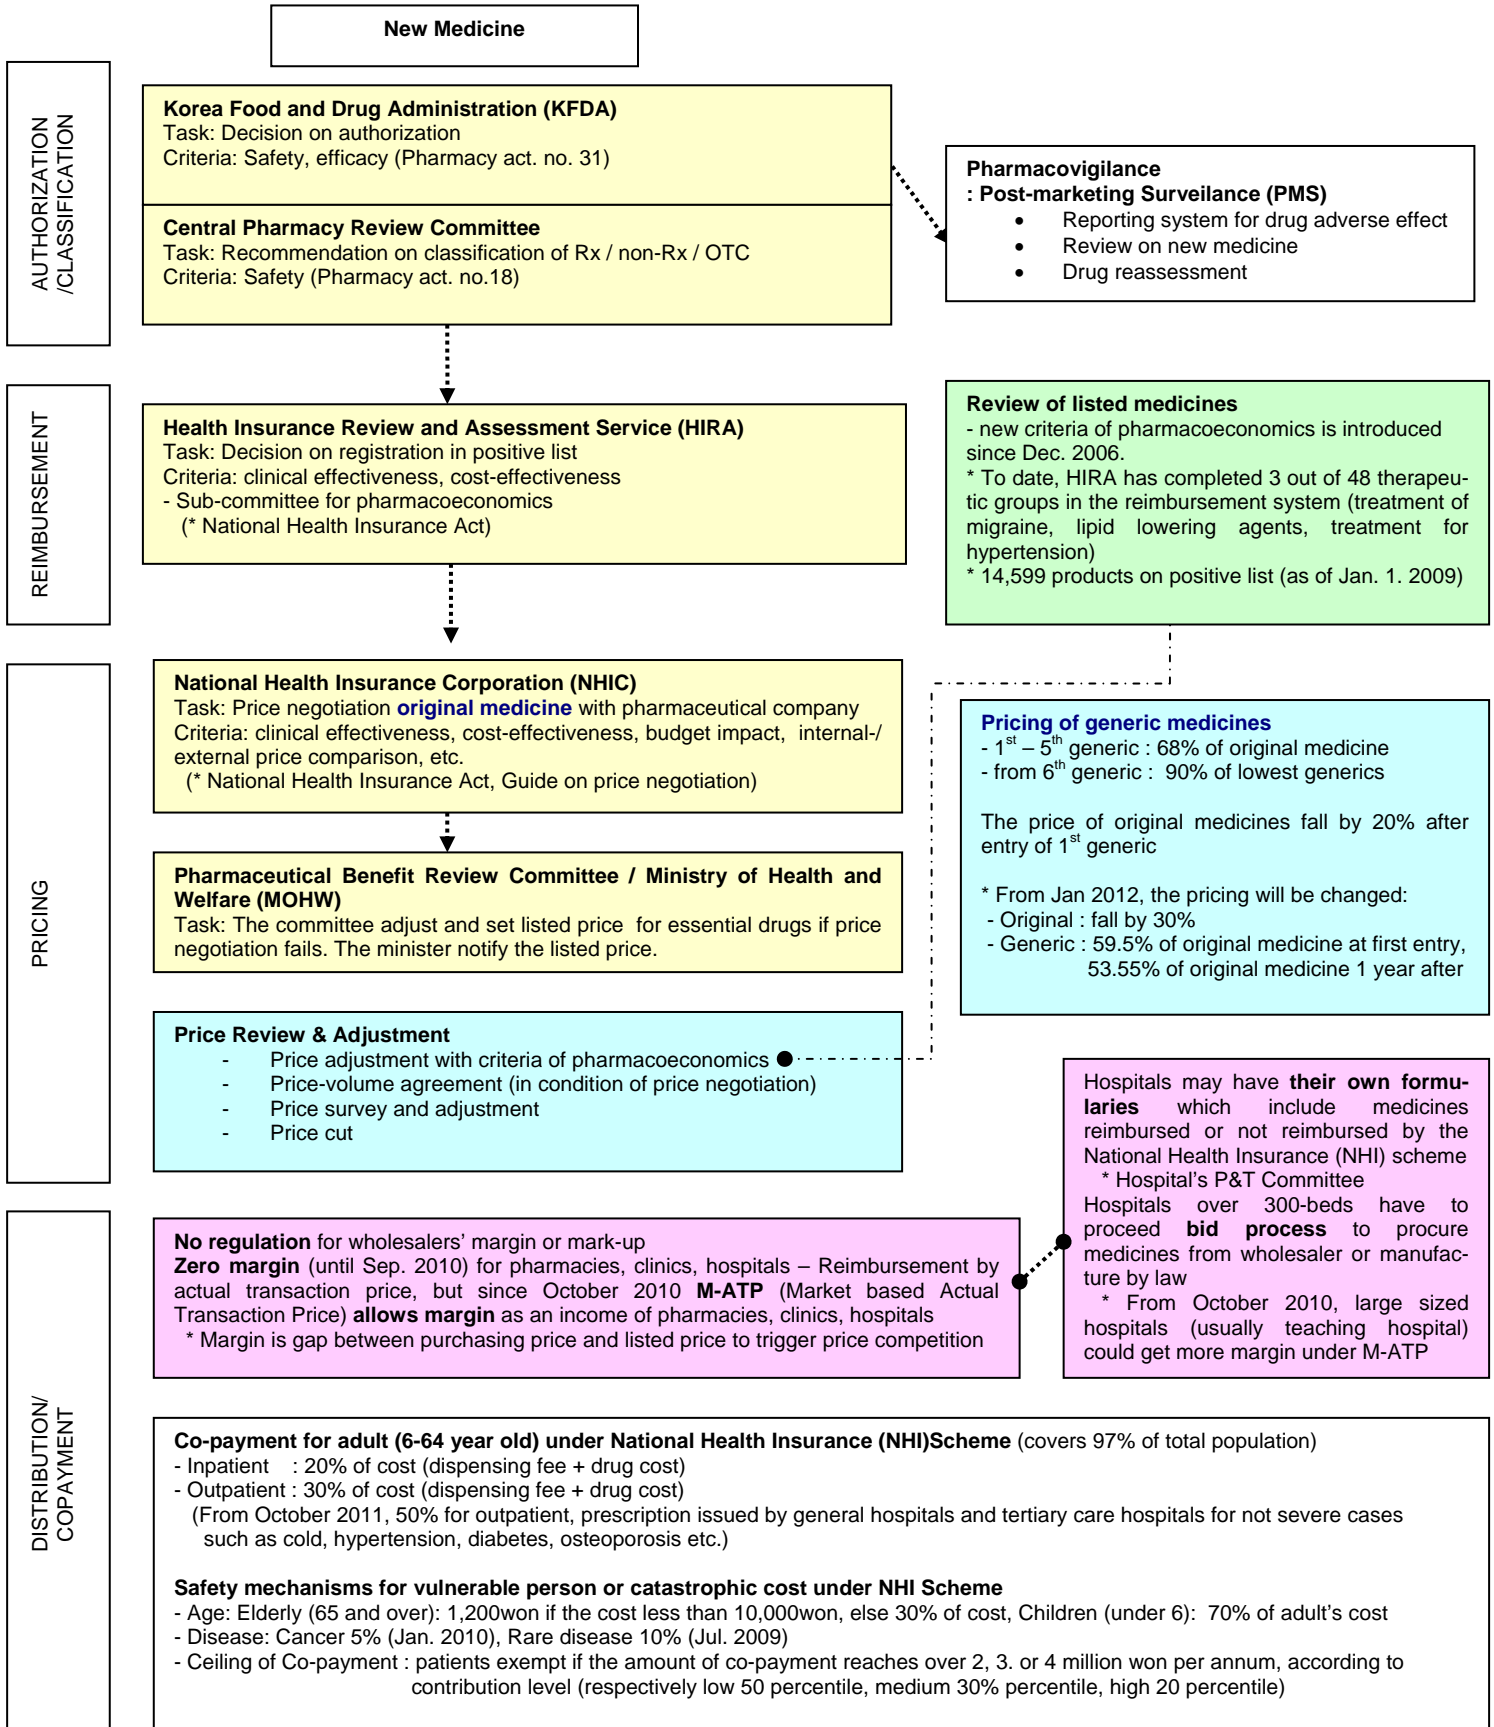 New Medicine
AUTHORIZATION
/CLASSIFICATION
Korea Food and Drug Administration (KFDA)
Task: Decision on authorization
Criteria: Safety, efficacy (Pharmacy act. no. 31)
Central Pharmacy Review Committee
Task: Recommendation on classification of Rx / non-Rx / OTC
Criteria: Safety (Pharmacy act. no.18)
Pharmacovigilance
: Post-marketing Surveilance (PMS)
• Reporting system for drug adverse effect
• Review on new medicine
• Drug reassessment
REIMBURSEMENT
Health Insurance Review and Assessment Service (HIRA)
Task: Decision on registration in positive list
Criteria: clinical effectiveness, cost-effectiveness
- Sub-committee for pharmacoeconomics
(* National Health Insurance Act)
Review of listed medicines
- new criteria of pharmacoeconomics is introduced
since Dec. 2006.
* To date, HIRA has completed 3 out of 48 therapeu-
tic groups in the reimbursement system (treatment of
migraine, lipid lowering agents, treatment for
hypertension)
* 14,599 products on positive list (as of Jan. 1. 2009)
PRICING
National Health Insurance Corporation (NHIC)
Task: Price negotiation original medicine with pharmaceutical company
Criteria: clinical effectiveness, cost-effectiveness, budget impact, internal-/
external price comparison, etc.
(* National Health Insurance Act, Guide on price negotiation)
Pharmaceutical Benefit Review Committee / Ministry of Health and
Welfare (MOHW)
Task: The committee adjust and set listed price for essential drugs if price
negotiation fails. The minister notify the listed price.
Pricing of generic medicines
- 1st – 5th generic : 68% of original medicine
- from 6th generic : 90% of lowest generics
The price of original medicines fall by 20% after
entry of 1st generic
* From Jan 2012, the pricing will be changed:
- Original : fall by 30%
- Generic : 59.5% of original medicine at first entry,
53.55% of original medicine 1 year after
Price Review & Adjustment
- Price adjustment with criteria of pharmacoeconomics
- Price-volume agreement (in condition of price negotiation)
- Price survey and adjustment
- Price cut
Hospitals may have their own formu-
laries which include medicines
reimbursed or not reimbursed by the
National Health Insurance (NHI) scheme
* Hospital's P&T Committee
Hospitals over 300-beds have to
proceed bid process to procure
medicines from wholesaler or manufac-
ture by law
* From October 2010, large sized
hospitals (usually teaching hospital)
could get more margin under M-ATP
DISTRIBUTION/
COPAYMENT
No regulation for wholesalers' margin or mark-up
Zero margin (until Sep. 2010) for pharmacies, clinics, hospitals – Reimbursement by
actual transaction price, but since October 2010 M-ATP (Market based Actual
Transaction Price) allows margin as an income of pharmacies, clinics, hospitals
* Margin is gap between purchasing price and listed price to trigger price competition
Co-payment for adult (6-64 year old) under National Health Insurance (NHI)Scheme (covers 97% of total population)
- Inpatient : 20% of cost (dispensing fee + drug cost)
- Outpatient : 30% of cost (dispensing fee + drug cost)
(From October 2011, 50% for outpatient, prescription issued by general hospitals and tertiary care hospitals for not severe cases
such as cold, hypertension, diabetes, osteoporosis etc.)
Safety mechanisms for vulnerable person or catastrophic cost under NHI Scheme
- Age: Elderly (65 and over): 1,200won if the cost less than 10,000won, else 30% of cost, Children (under 6): 70% of adult's cost
- Disease: Cancer 5% (Jan. 2010), Rare disease 10% (Jul. 2009)
- Ceiling of Co-payment : patients exempt if the amount of co-payment reaches over 2, 3. or 4 million won per annum, according to
contribution level (respectively low 50 percentile, medium 30% percentile, high 20 percentile)